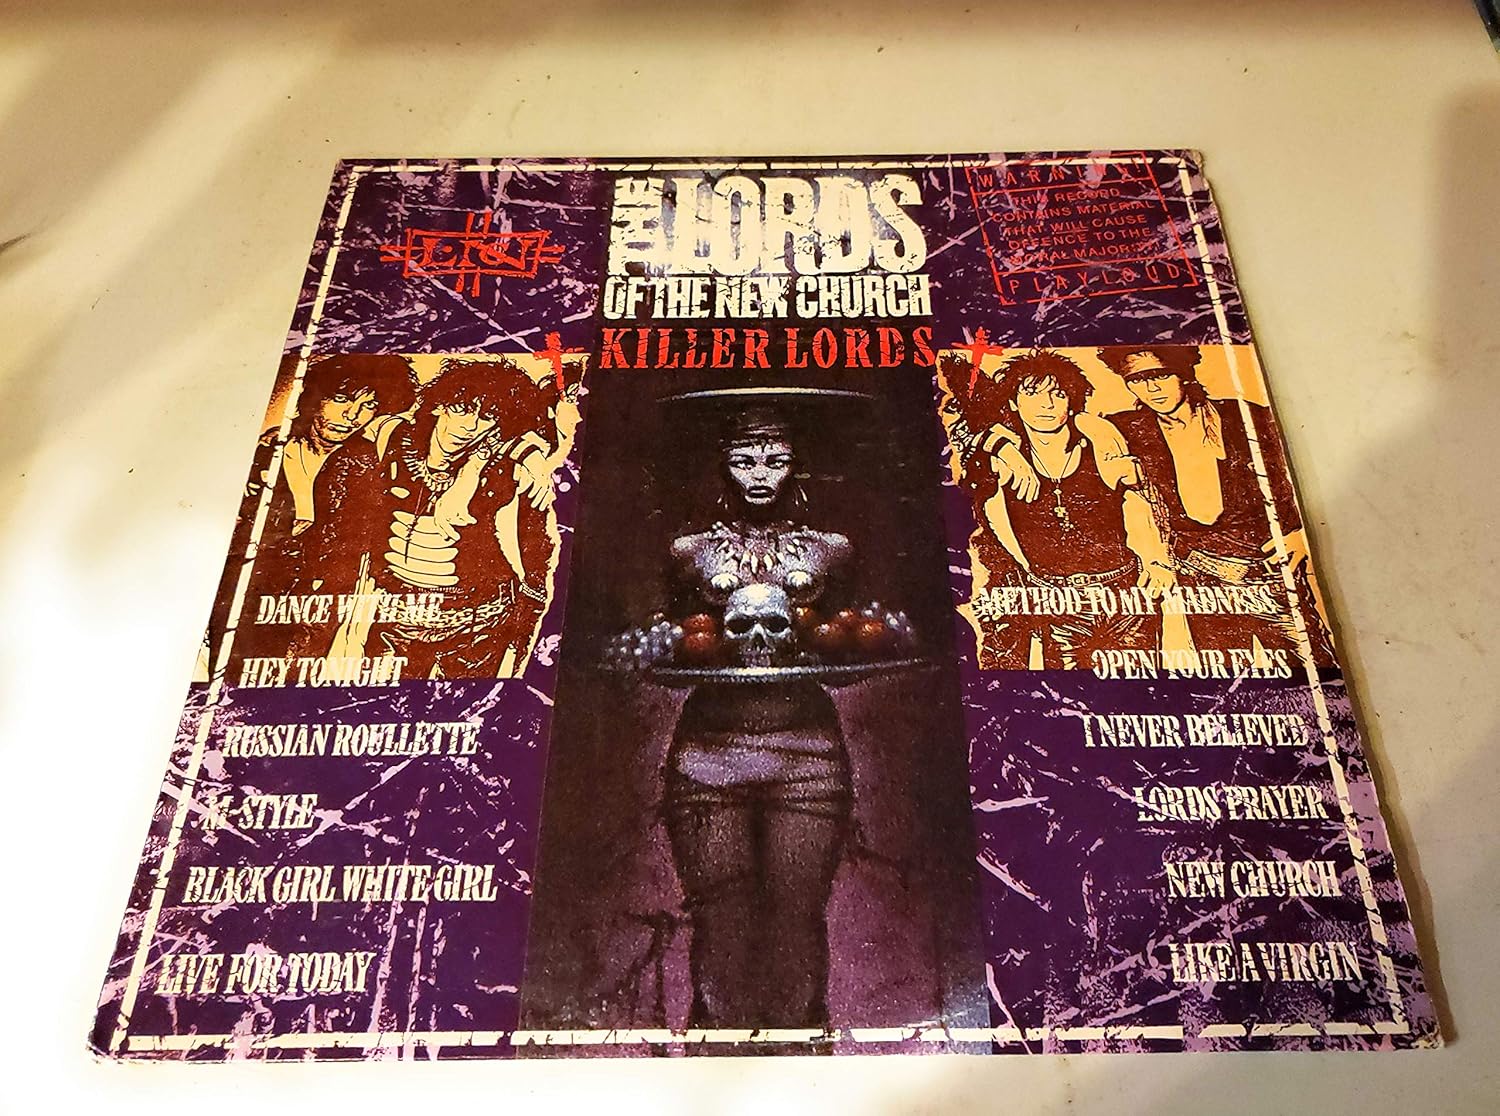 THE LORDS
OF THE NEW CHURCH
KILLER LORDS
WARNING!
THIS RECORD
CONTAINS MATERIAL
THAT WILL CAUSE
OFFENCE TO THE
MORAL MAJORITY
PLAY LOUD
DANCE WITH ME
HEY TONIGHT
RUSSIAN ROULLETTE
M-STYLE
BLACK GIRL WHITE GIRL
LIVE FOR TODAY
METHOD TO MY MADNESS
OPEN YOUR EYES
I NEVER BELIEVED
LORDS PRAYER
NEW CHURCH
LIKE A VIRGIN